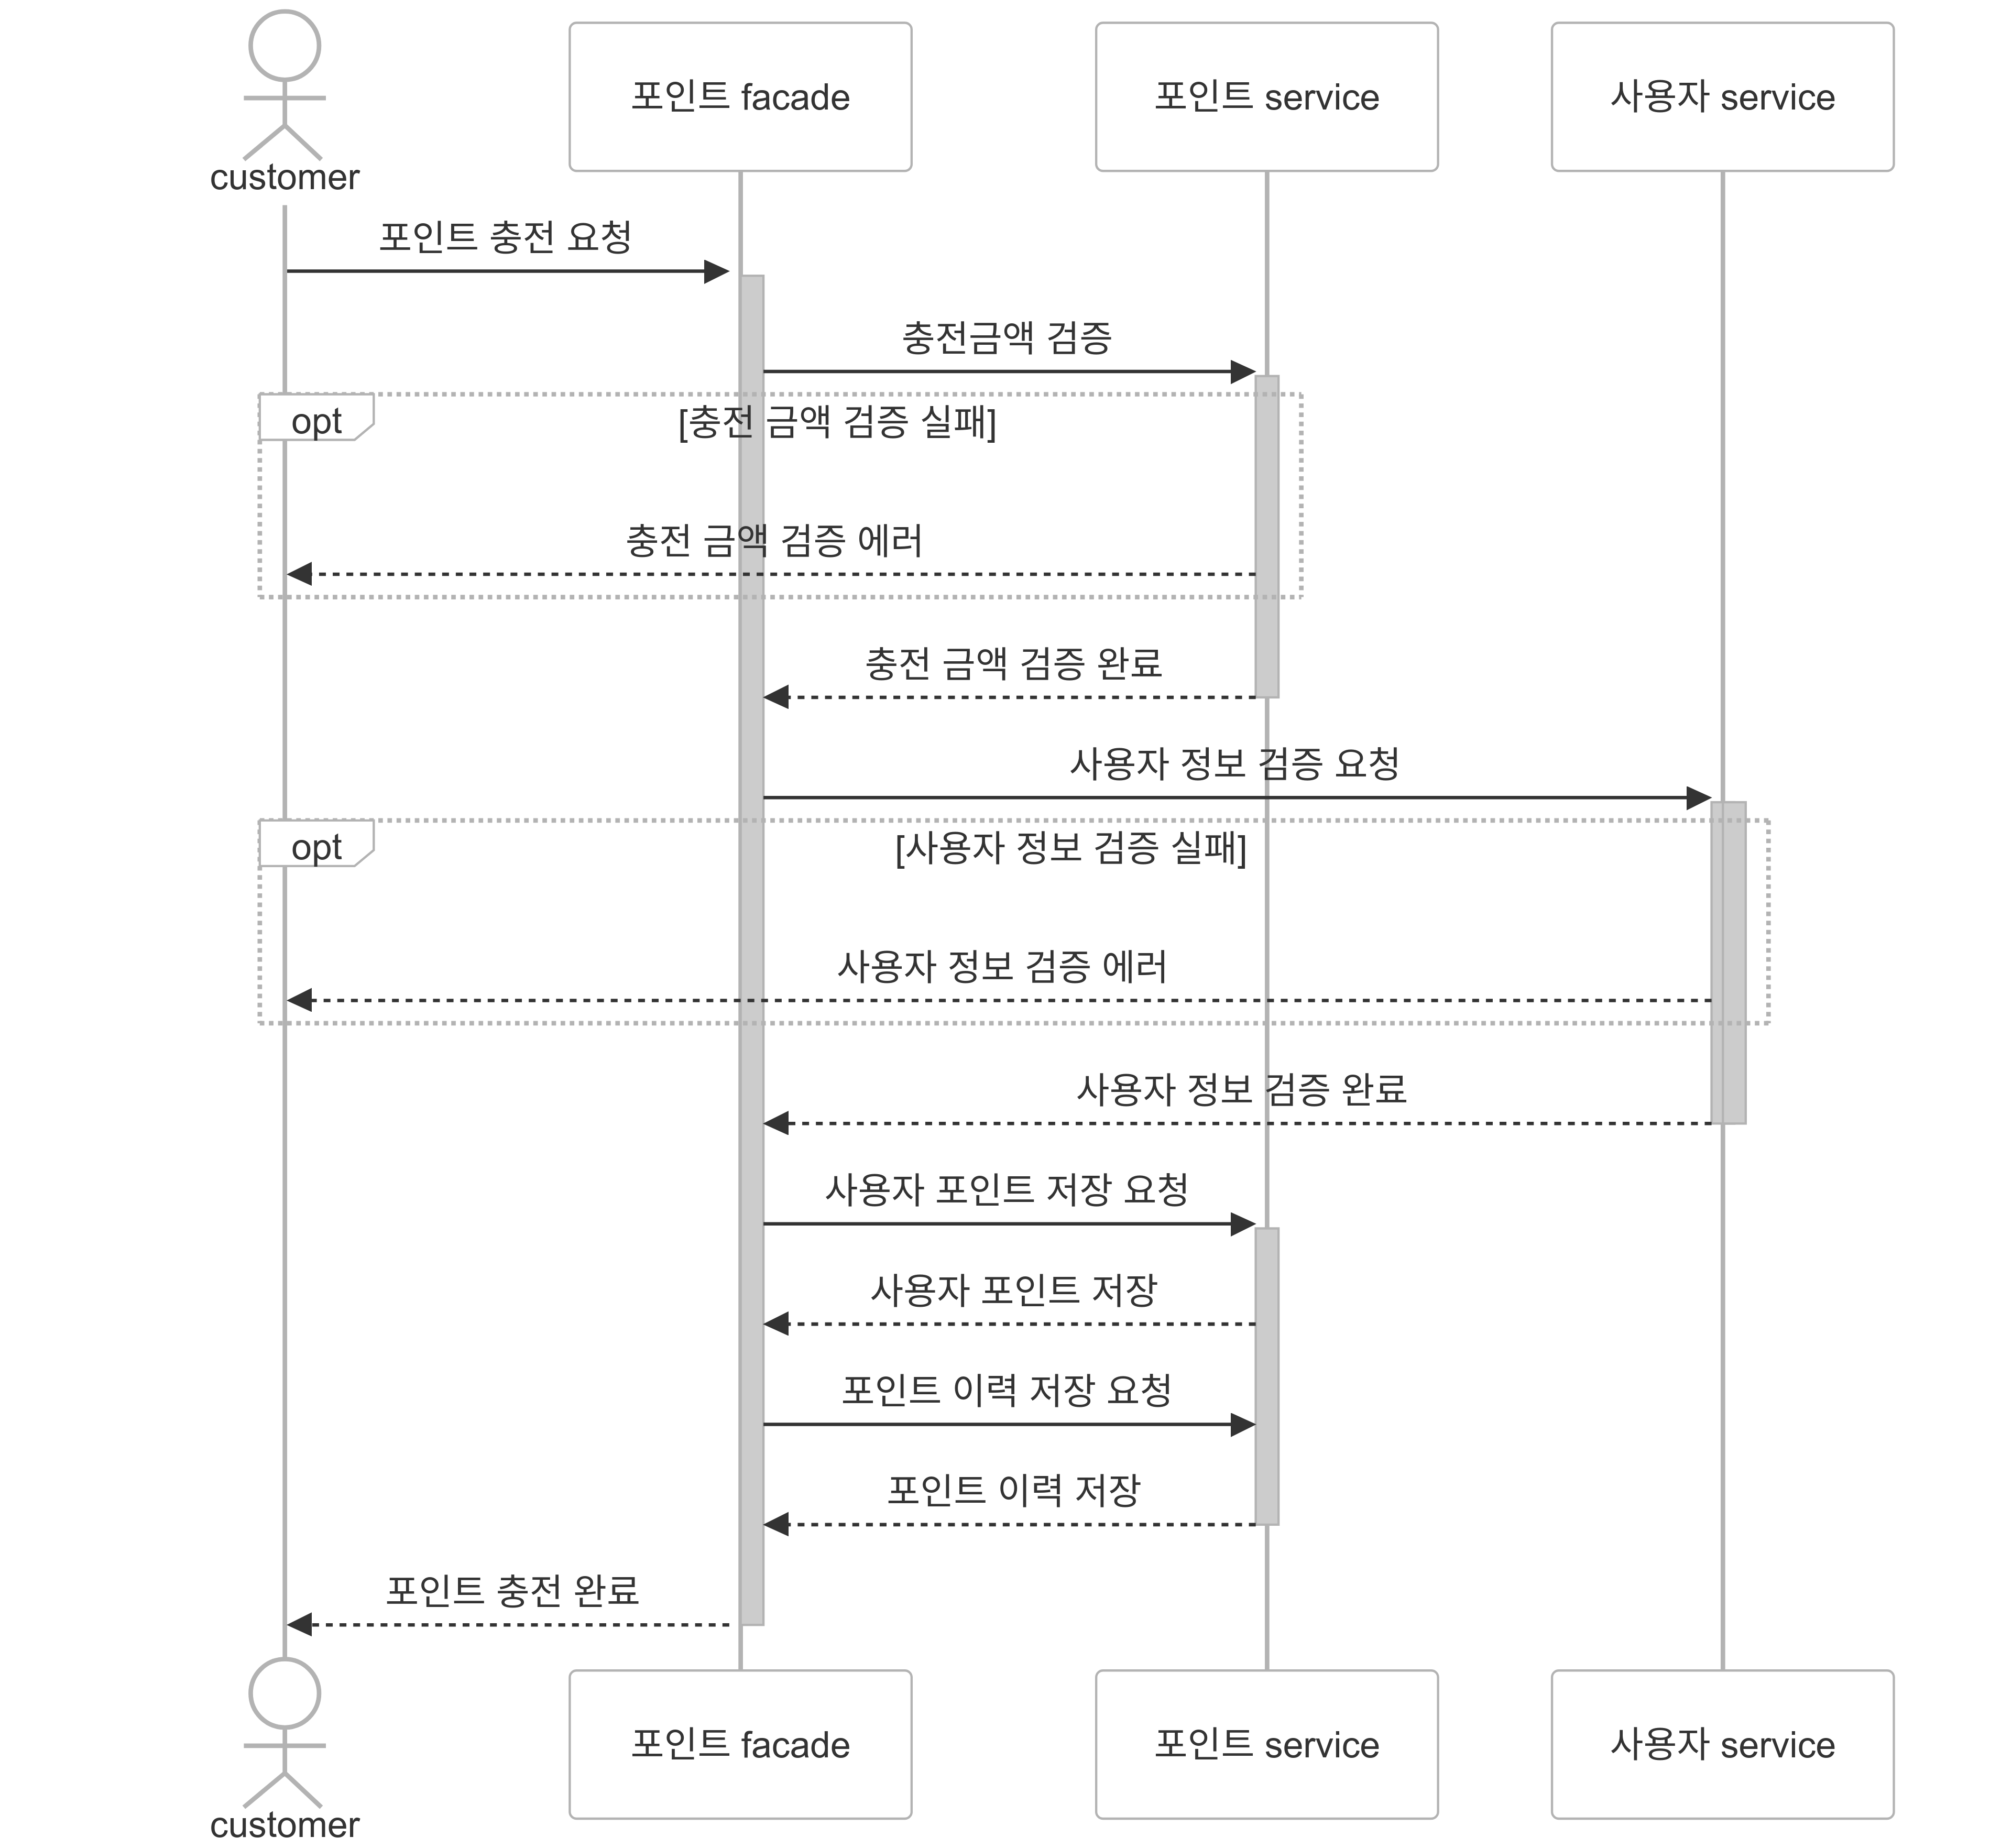 포인트 facade
포인트 service
사용자 service
customer
포인트 충전 요청
충전금액 검증
opt
[충전 금액 검증 실패]
충전 금액 검증 에러
충전 금액 검증 완료
사용자 정보 검증 요청
opt
[사용자 정보 검증 실패]
사용자 정보 검증 에러
사용자 정보 검증 완료
사용자 포인트 저장 요청
사용자 포인트 저장
포인트 이력 저장 요청
포인트 이력 저장
포인트 충전 완료
포인트 facade
포인트 service
사용자 service
customer